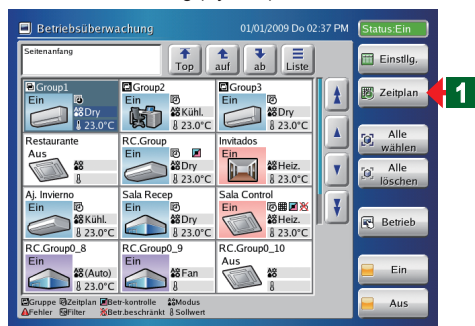 Betriebsüberwachung 01/01/2009 Do 02:37 PM Status:Ein
Seitenanfang
Top auf ab Liste
Einstllg.
Zeitplan
1
Alle wählen
Alle löschen
Betrieb
Ein
Aus
Group1 Group2 Group3
Ein Ein Ein
Dry Kühl. Dry
23.0°C 23.0°C 23.0°C
Restaurante RC.Group Invitados
Aus Ein Ein
Dry Heiz.
23.0°C 23.0°C
Aj. Invierno Sala Recep Sala Control
Ein Ein Ein
Kühl. Dry Heiz.
23.0°C 23.0°C 23.0°C
RC.Group0_8 RC.Group0_9 RC.Group0_10
Ein Ein Aus
(Auto) Fan
23.0°C
Gruppe Zeitplan Betr-kontrolle Modus
Fehler Filter Betr.beschränkt Sollwert